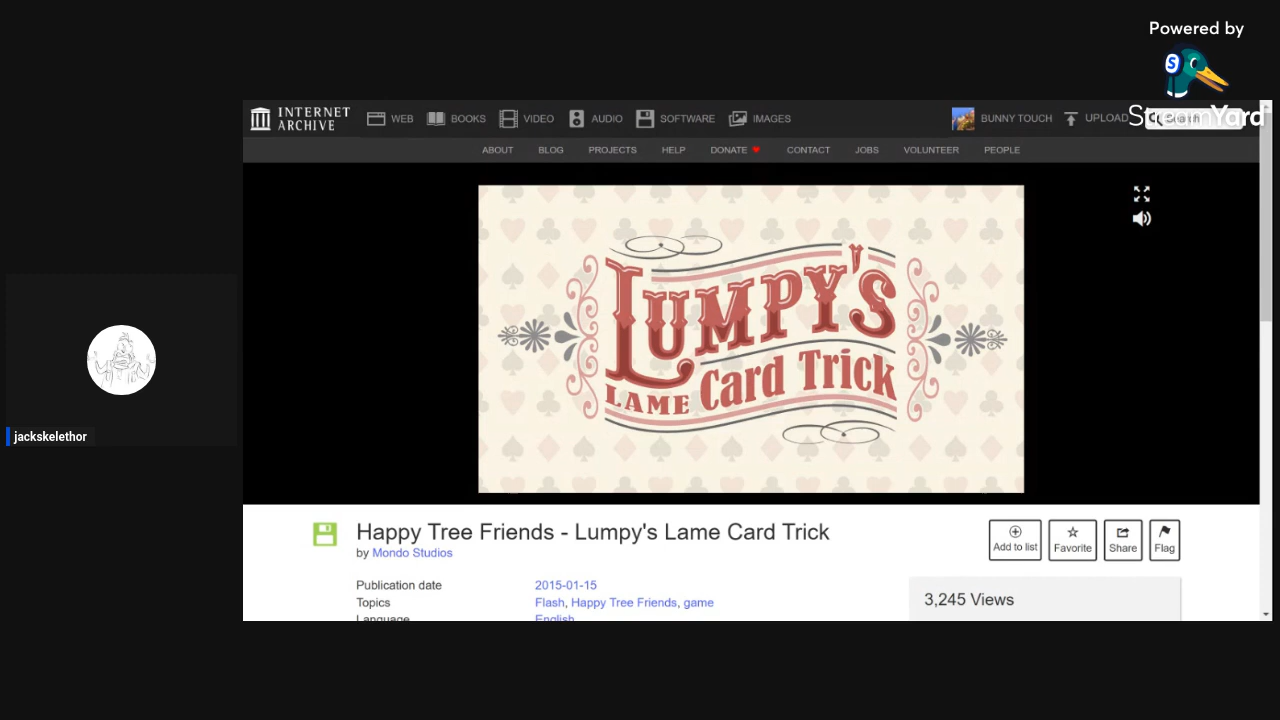 Powered by
StreamYard
INTERNET
ARCHIVE
WEB
BOOKS
VIDEO
AUDIO
SOFTWARE
IMAGES
BUNNY TOUCH
UPLOAD
Search
ABOUT
BLOG
PROJECTS
HELP
DONATE
CONTACT
JOBS
VOLUNTEER
PEOPLE
LUMPY'S
LAME Card Trick
jackskelethor
Happy Tree Friends - Lumpy's Lame Card Trick
by Mondo Studios
Add to list
Favorite
Share
Flag
Publication date 2015-01-15
Topics Flash, Happy Tree Friends, game
Language English
3,245 Views